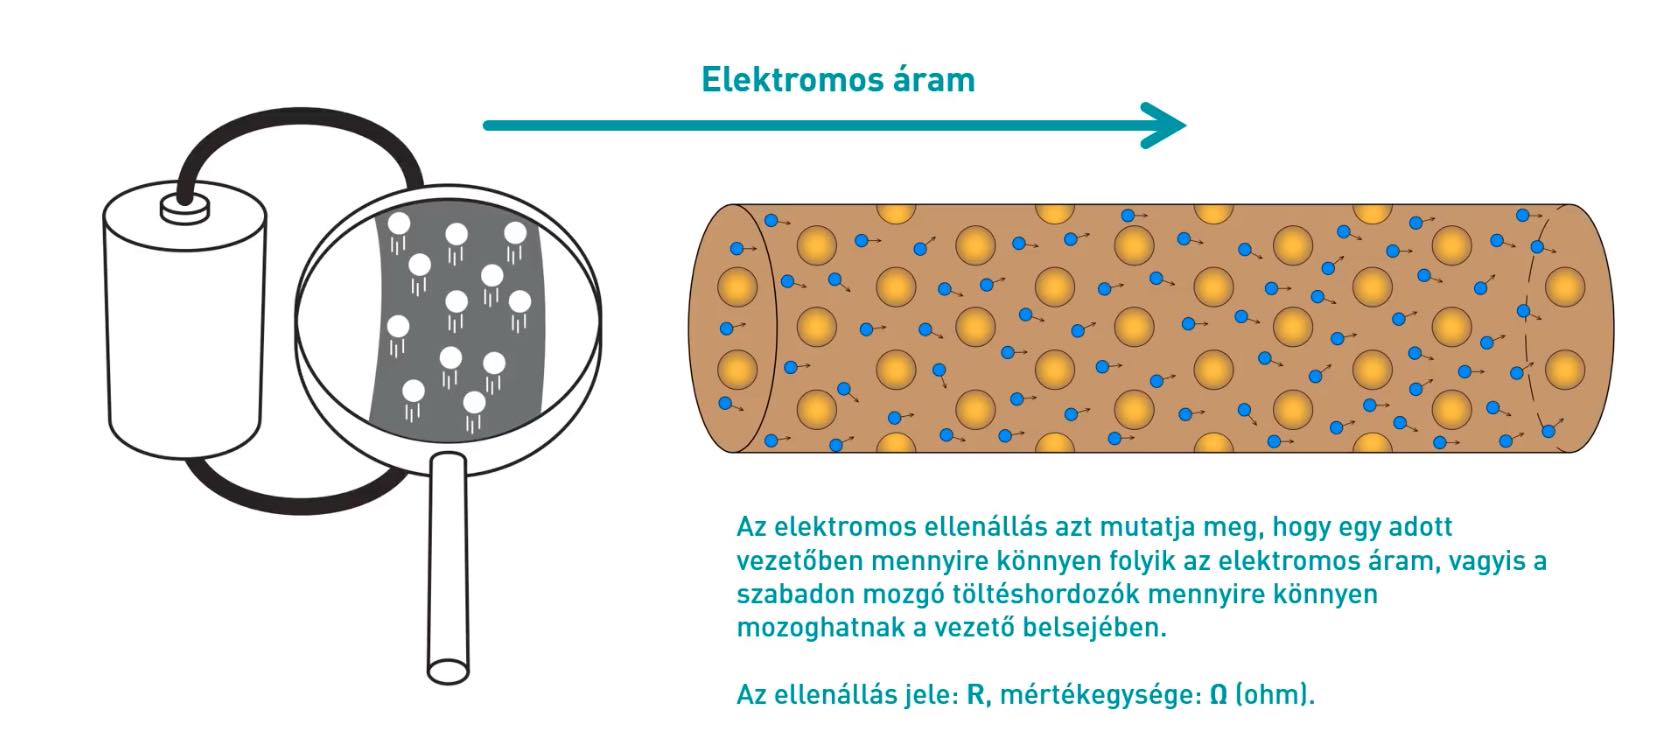 Elektromos áram
Az elektromos ellenállás azt mutatja meg, hogy egy adott
vezetőben mennyire könnyen folyik az elektromos áram, vagyis a
szabadon mozgó töltéshordozók mennyire könnyen
mozoghatnak a vezető belsejében.
Az ellenállás jele: R, mértékegysége: Ω (ohm).